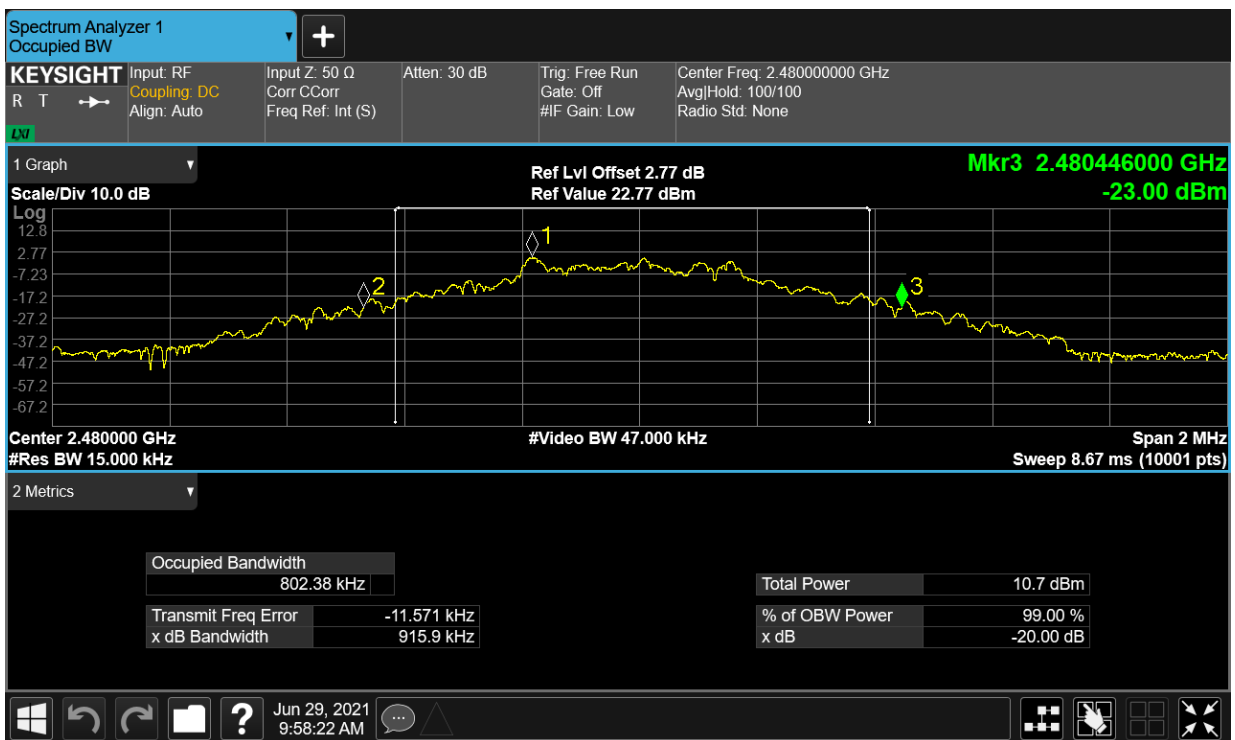 Spectrum Analyzer 1
Occupied BW
KEYSIGHT Input: RF Input Z: 50 Ω Atten: 30 dB Trig: Free Run Center Freq: 2.480000000 GHz
R T Coupling: DC Corr CCorr Gate: Off Avg|Hold: 100/100
Align: Auto Freq Ref: Int (S) #IF Gain: Low Radio Std: None
LXI
1 Graph Ref Lvl Offset 2.77 dB Mkr3 2.480446000 GHz
Scale/Div 10.0 dB Ref Value 22.77 dBm -23.00 dBm
Log
12.8
1
2.77
-7.23
2 3
-17.2
-27.2
-37.2
-47.2
-57.2
-67.2
Center 2.480000 GHz #Video BW 47.000 kHz Span 2 MHz
#Res BW 15.000 kHz Sweep 8.67 ms (10001 pts)
2 Metrics
Occupied Bandwidth
802.38 kHz Total Power 10.7 dBm
Transmit Freq Error -11.571 kHz % of OBW Power 99.00 %
x dB Bandwidth 915.9 kHz x dB -20.00 dB
? Jun 29, 2021
9:58:22 AM